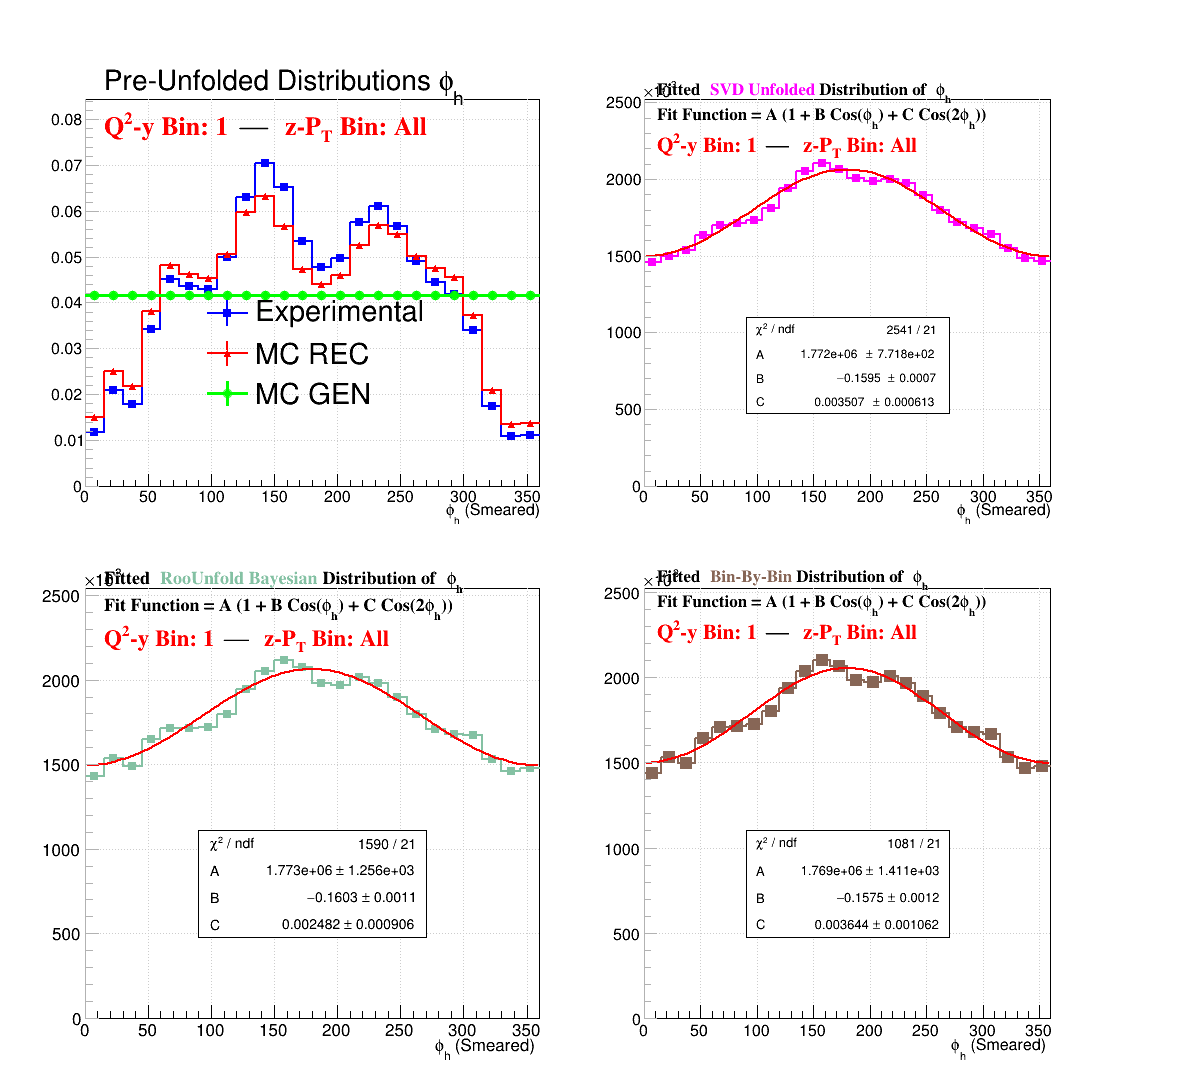 Pre-Unfolded Distributions ϕh
Q²-y Bin: 1 — z-PT Bin: All
0.08
0.07
0.06
0.05
0.04
0.03
0.02
0.01
0
Experimental
MC REC
MC GEN
0 50 100 150 200 250 300 350
ϕh (Smeared)
×10³
Fitted SVD Unfolded Distribution of ϕh
Fit Function = A (1 + B Cos(ϕh) + C Cos(2ϕh))
Q²-y Bin: 1 — z-PT Bin: All
2500
2000
1500
1000
500
0
χ² / ndf 2541 / 21
A 1.772e+06 ± 7.718e+02
B −0.1595 ± 0.0007
C 0.003507 ± 0.000613
0 50 100 150 200 250 300 350
ϕh (Smeared)
×10³
Fitted RooUnfold Bayesian Distribution of ϕh
Fit Function = A (1 + B Cos(ϕh) + C Cos(2ϕh))
Q²-y Bin: 1 — z-PT Bin: All
2500
2000
1500
1000
500
0
χ² / ndf 1590 / 21
A 1.773e+06 ± 1.256e+03
B −0.1603 ± 0.0011
C 0.002482 ± 0.000906
0 50 100 150 200 250 300 350
ϕh (Smeared)
×10³
Fitted Bin-By-Bin Distribution of ϕh
Fit Function = A (1 + B Cos(ϕh) + C Cos(2ϕh))
Q²-y Bin: 1 — z-PT Bin: All
2500
2000
1500
1000
500
0
χ² / ndf 1081 / 21
A 1.769e+06 ± 1.411e+03
B −0.1575 ± 0.0012
C 0.003644 ± 0.001062
0 50 100 150 200 250 300 350
ϕh (Smeared)